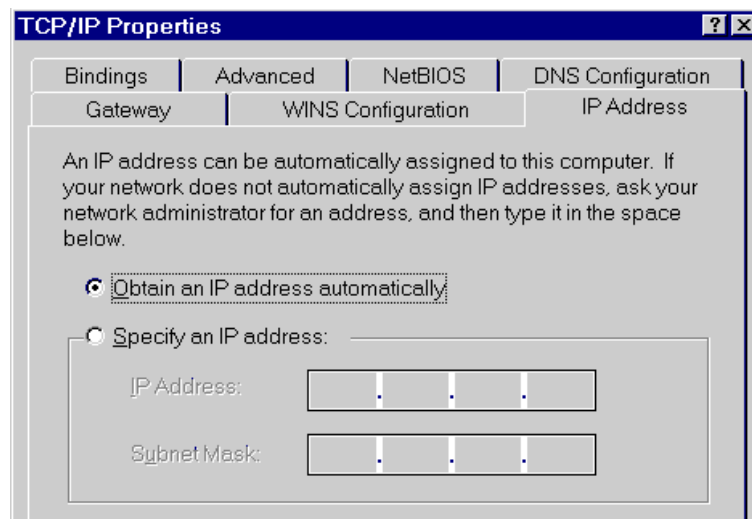 TCP/IP Properties
Bindings Advanced NetBIOS DNS Configuration
Gateway WINS Configuration IP Address
An IP address can be automatically assigned to this computer. If
your network does not automatically assign IP addresses, ask your
network administrator for an address, and then type it in the space
below.
Obtain an IP address automatically
Specify an IP address:
IP Address:
Subnet Mask: